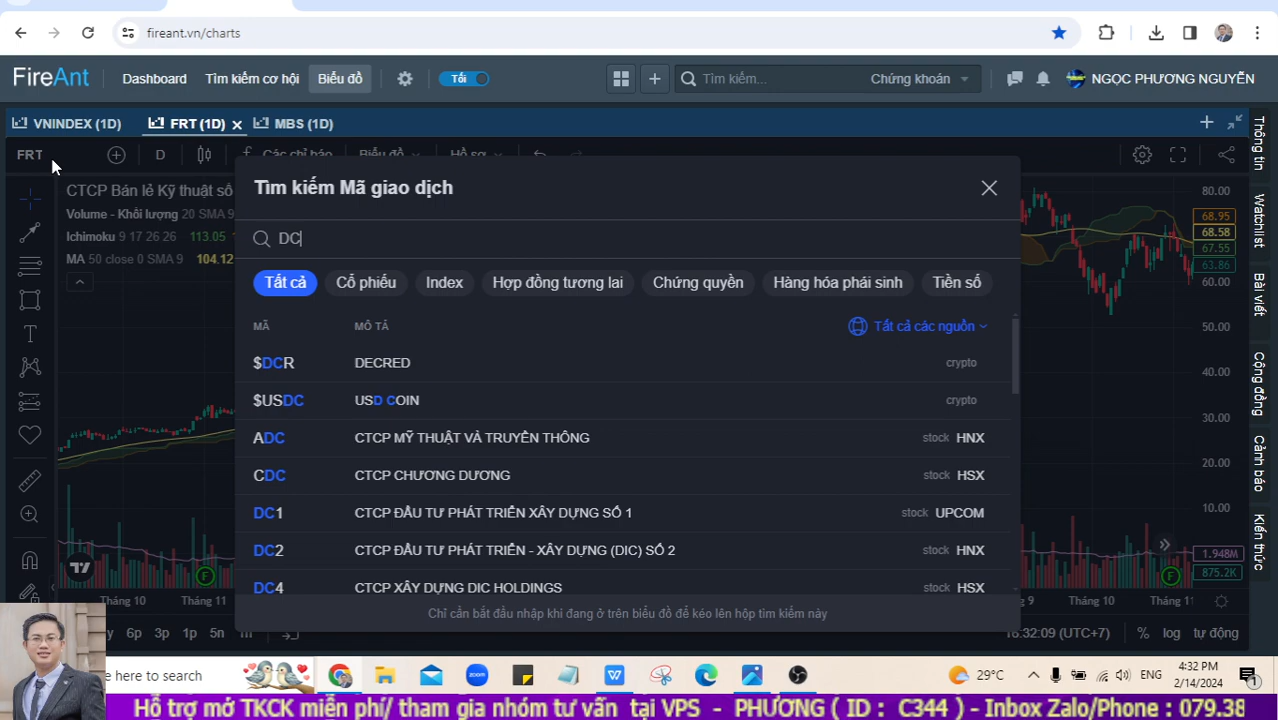 fireant.vn/charts
FireAnt Dashboard Tìm kiếm cơ hội Biểu đồ Tối Tìm kiếm... Chứng khoán NGỌC PHƯƠNG NGUYỄN
VNINDEX (1D) FRT (1D) MBS (1D)
FRT D Các chỉ báo Biểu đồ Hồ sơ
CTCP Bán lẻ Kỹ thuật số
Volume - Khối lượng 20 SMA 9
Ichimoku 9 17 26 26 113.05
MA 50 close 0 SMA 9 104.12
Tìm kiếm Mã giao dịch
DC
Tất cả Cổ phiếu Index Hợp đồng tương lai Chứng quyền Hàng hóa phái sinh Tiền số
MÃ MÔ TẢ Tất cả các nguồn
$DCR DECRED crypto
$USDC USD COIN crypto
ADC CTCP MỸ THUẬT VÀ TRUYỀN THÔNG stock HNX
CDC CTCP CHƯƠNG DƯƠNG stock HSX
DC1 CTCP ĐẦU TƯ PHÁT TRIỂN XÂY DỰNG SỐ 1 stock UPCOM
DC2 CTCP ĐẦU TƯ PHÁT TRIỂN - XÂY DỰNG (DIC) SỐ 2 stock HNX
DC4 CTCP XÂY DỰNG DIC HOLDINGS stock HSX
Chỉ cần bắt đầu nhập khi đang ở trên biểu đồ để kéo lên hộp tìm kiếm này
80.00
68.95
68.58
67.55
63.86
60.00
50.00
40.00
30.00
20.00
10.00
1.948M
875.2K
F F
Tháng 10 Tháng 11 9 Tháng 10 Tháng 11
y 6p 3p 1p 5n 1n 16:32:09 (UTC+7) % log tự động
Thông tin
Watchlist
Bài viết
Cộng đồng
Cảnh báo
Kiến thức
here to search zoom W 29°C ENG 4:32 PM
2/14/2024 1
Hỗ trợ mở TKCK miễn phí/ tham gia nhóm tư vấn tại VPS - PHƯƠNG ( ID : C344 ) - Inbox Zalo/Phone : 079.38